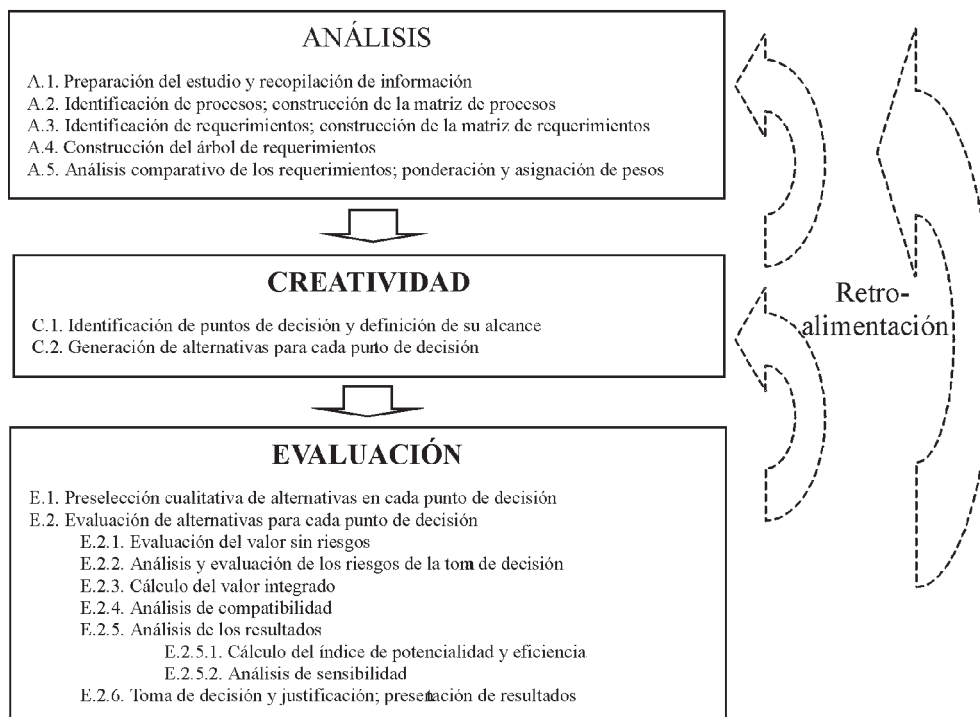 ANÁLISIS
A.1. Preparación del estudio y recopilación de información
A.2. Identificación de procesos; construcción de la matriz de procesos
A.3. Identificación de requerimientos; construcción de la matriz de requerimientos
A.4. Construcción del árbol de requerimientos
A.5. Análisis comparativo de los requerimientos; ponderación y asignación de pesos
CREATIVIDAD
C.1. Identificación de puntos de decisión y definición de su alcance
C.2. Generación de alternativas para cada punto de decisión
EVALUACIÓN
E.1. Preselección cualitativa de alternativas en cada punto de decisión
E.2. Evaluación de alternativas para cada punto de decisión
E.2.1. Evaluación del valor sin riesgos
E.2.2. Análisis y evaluación de los riesgos de la tom de decisión
E.2.3. Cálculo del valor integrado
E.2.4. Análisis de compatibilidad
E.2.5. Análisis de los resultados
E.2.5.1. Cálculo del índice de potencialidad y eficiencia
E.2.5.2. Análisis de sensibilidad
E.2.6. Toma de decisión y justificación; presentación de resultados
Retro-
alimentación